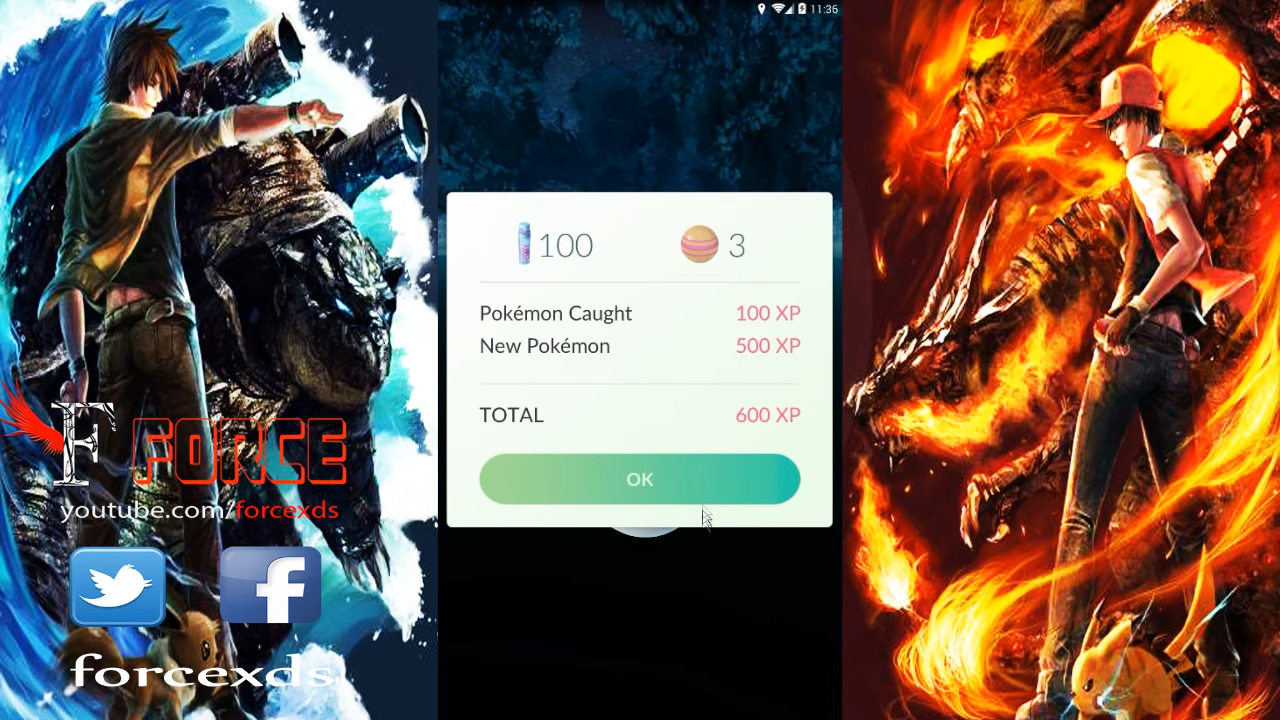 11:36
100 3
Pokémon Caught 100 XP
New Pokémon 500 XP
TOTAL 600 XP
OK
F FORCE
youtube.com/forcexds
forcexds